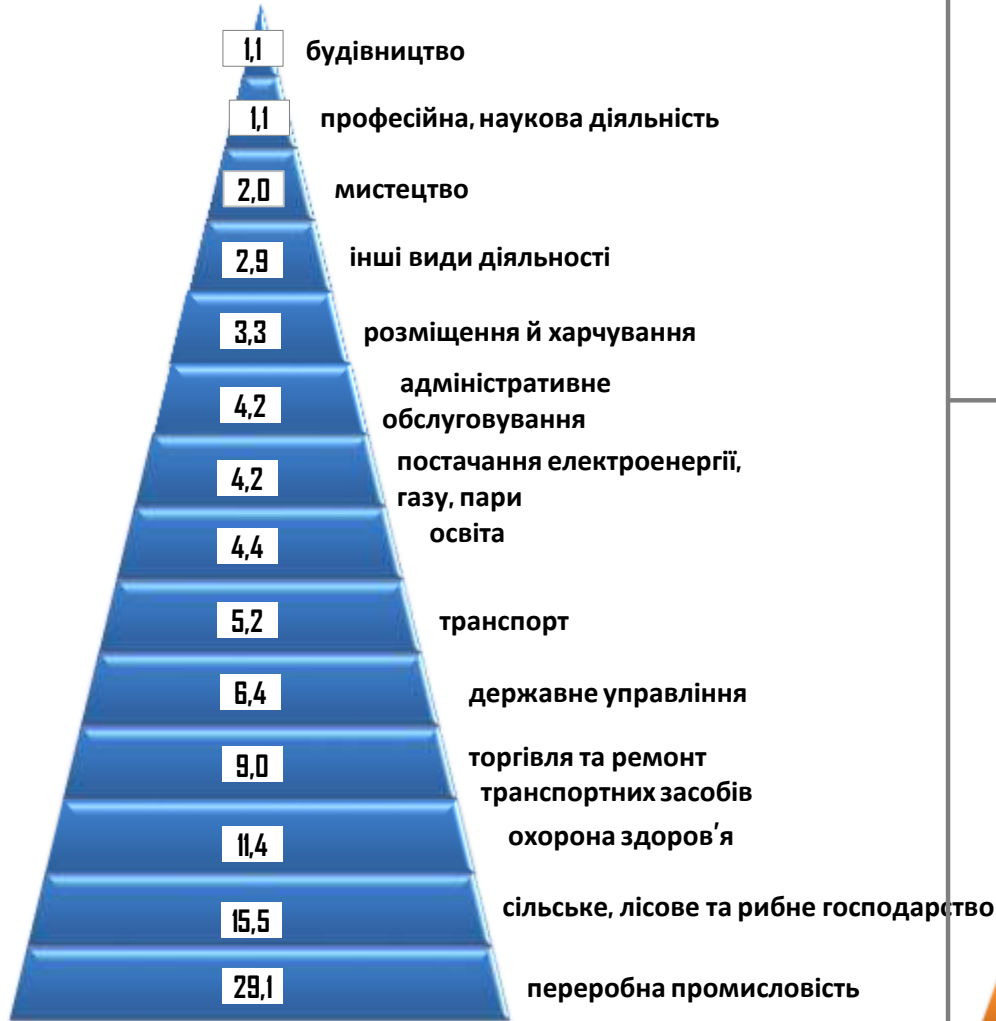 1,1 будівництво
1,1 професійна, наукова діяльність
2,0 мистецтво
2,9 інші види діяльності
3,3 розміщення й харчування
адміністративне
4,2 обслуговування
постачання електроенергії,
4,2 газу, пари
4,4 освіта
5,2 транспорт
6,4 державне управління
9,0 торгівля та ремонт
транспортних засобів
11,4 охорона здоров'я
15,5 сільське, лісове та рибне господарство
29,1 переробна промисловість